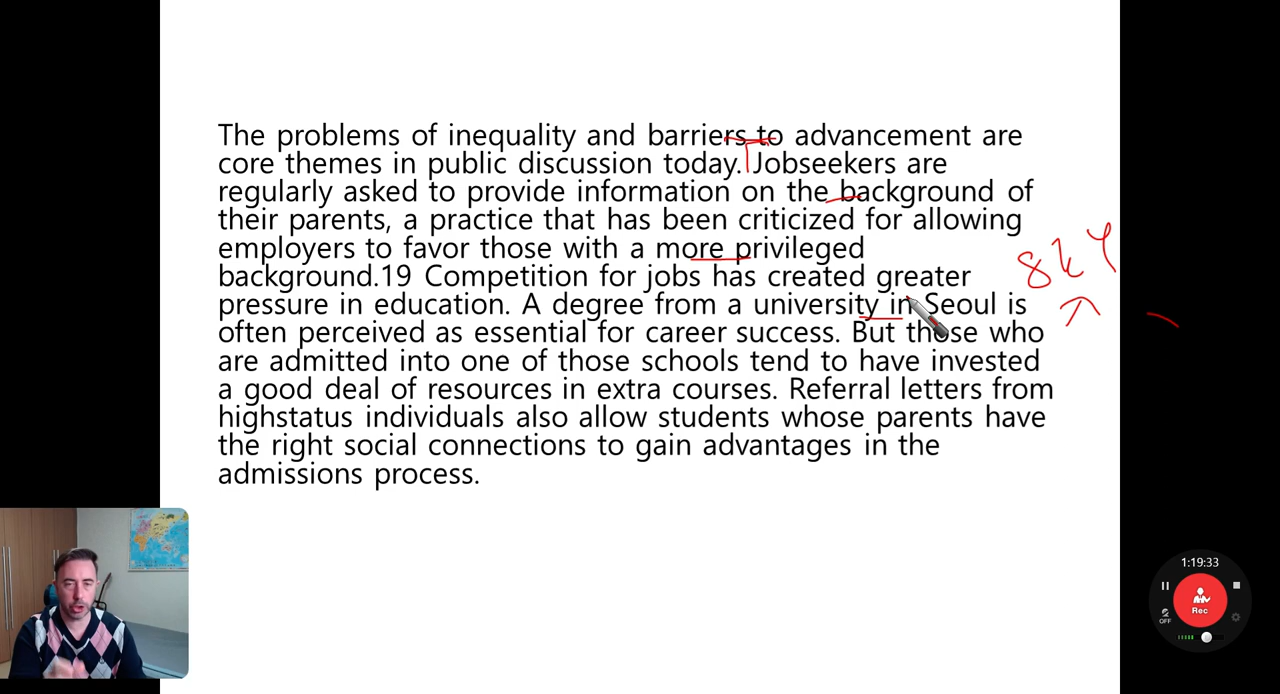 The problems of inequality and barriers to advancement are
core themes in public discussion today. Jobseekers are
regularly asked to provide information on the background of
their parents, a practice that has been criticized for allowing
employers to favor those with a more privileged
background.19 Competition for jobs has created greater
pressure in education. A degree from a university in Seoul is
often perceived as essential for career success. But those who
are admitted into one of those schools tend to have invested
a good deal of resources in extra courses. Referral letters from
highstatus individuals also allow students whose parents have
the right social connections to gain advantages in the
admissions process.
SKY
1:19:33
Rec
OFF